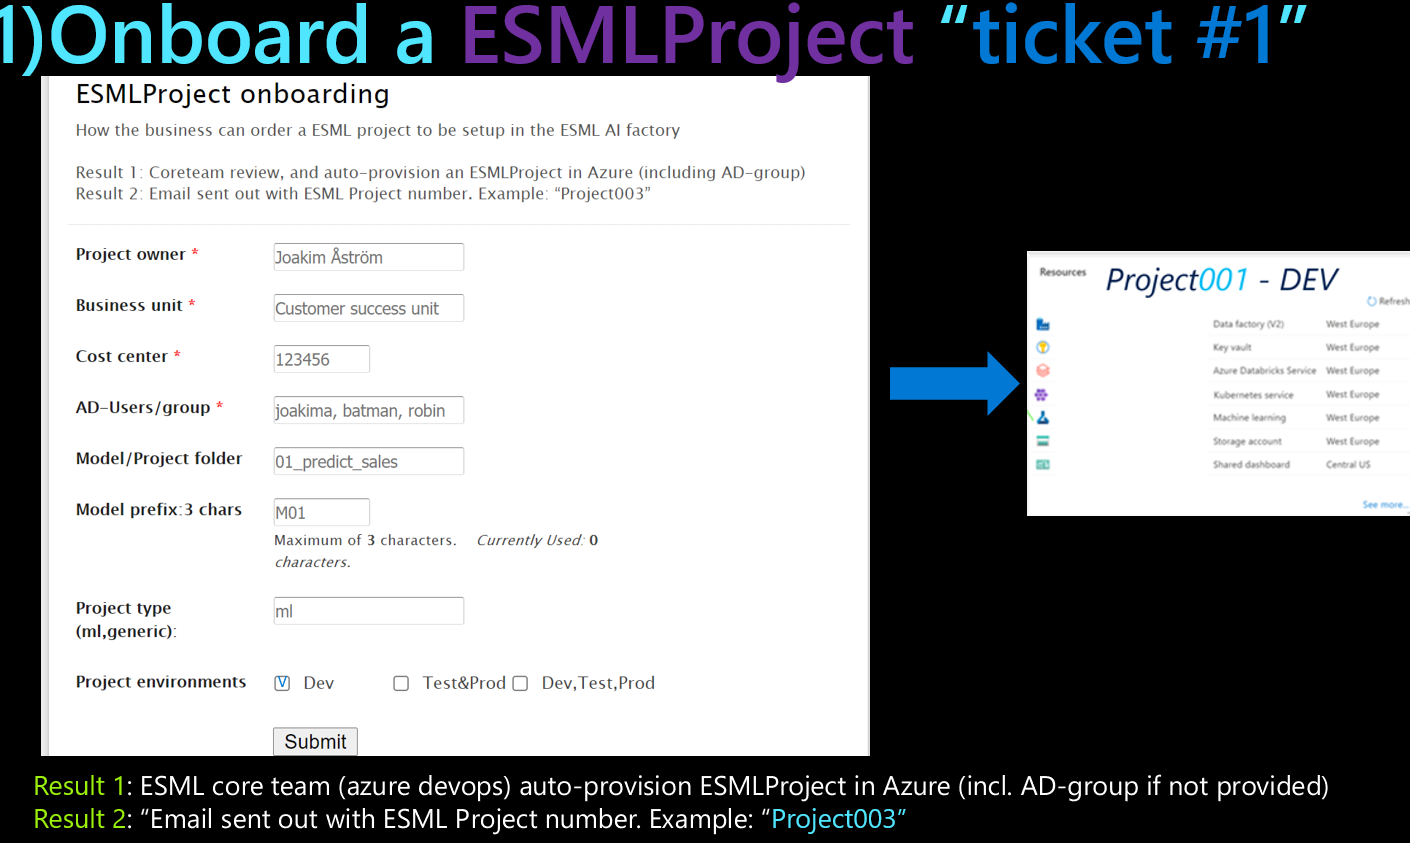 1)Onboard a ESMLProject “ticket #1”
ESMLProject onboarding
How the business can order a ESML project to be setup in the ESML AI factory
Result 1: Coreteam review, and auto-provision an ESMLProject in Azure (including AD-group)
Result 2: Email sent out with ESML Project number. Example: “Project003”
Project owner * Joakim Åström
Business unit * Customer success unit
Cost center * 123456
AD-Users/group * joakima, batman, robin
Model/Project folder 01_predict_sales
Model prefix:3 chars M01
Maximum of 3 characters. Currently Used: 0
characters.
Project type ml
(ml,generic):
Project environments V Dev Test&Prod Dev,Test,Prod
Submit
Resources Project001 - DEV
Refresh
Data factory (V2) West Europe
Key vault West Europe
Azure Databricks Service West Europe
Kubernetes service West Europe
Machine learning West Europe
Storage account West Europe
Shared dashboard Central US
See more...
Result 1: ESML core team (azure devops) auto-provision ESMLProject in Azure (incl. AD-group if not provided)
Result 2: “Email sent out with ESML Project number. Example: “Project003”